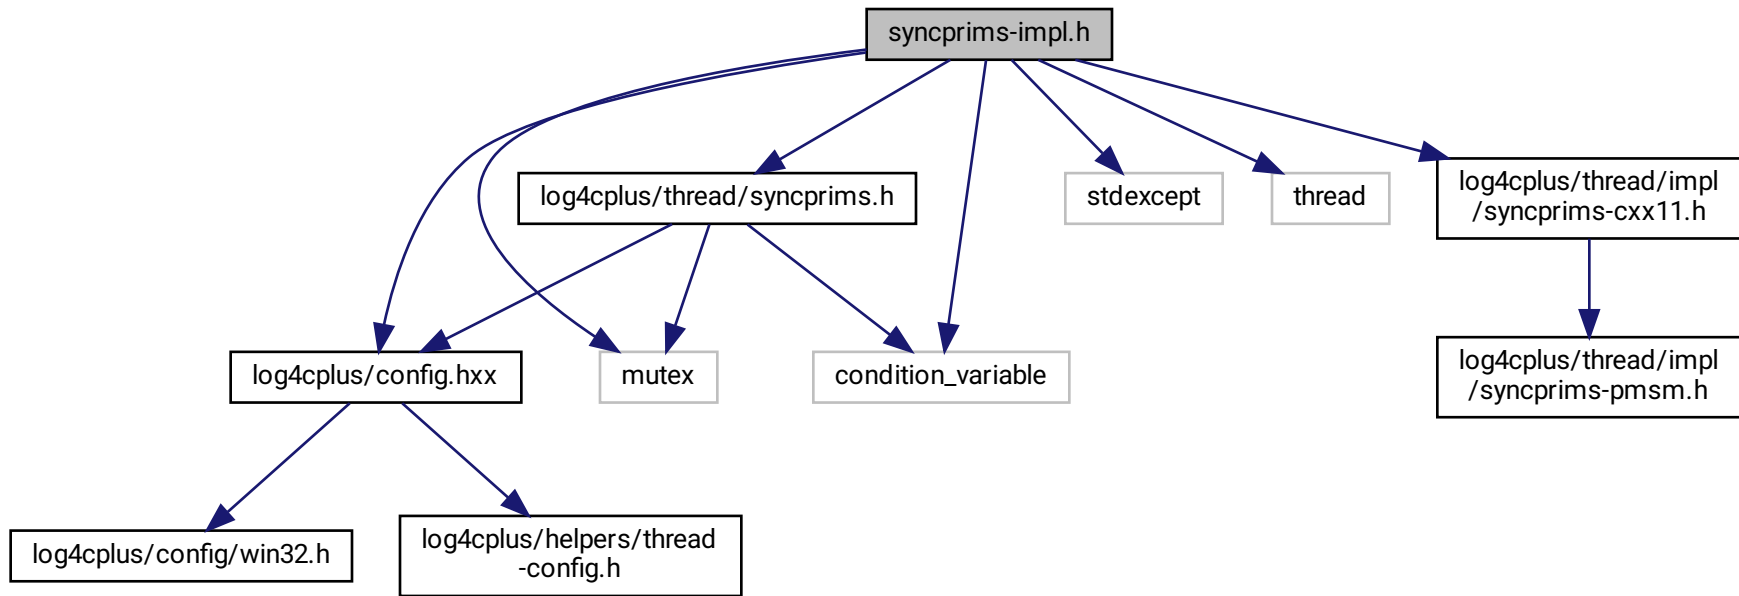 syncprims-impl.h
log4cplus/thread/syncprims.h
stdexcept
thread
log4cplus/thread/impl
/syncprims-cxx11.h
log4cplus/config.hxx
mutex
condition_variable
log4cplus/thread/impl
/syncprims-pmsm.h
log4cplus/config/win32.h
log4cplus/helpers/thread
-config.h